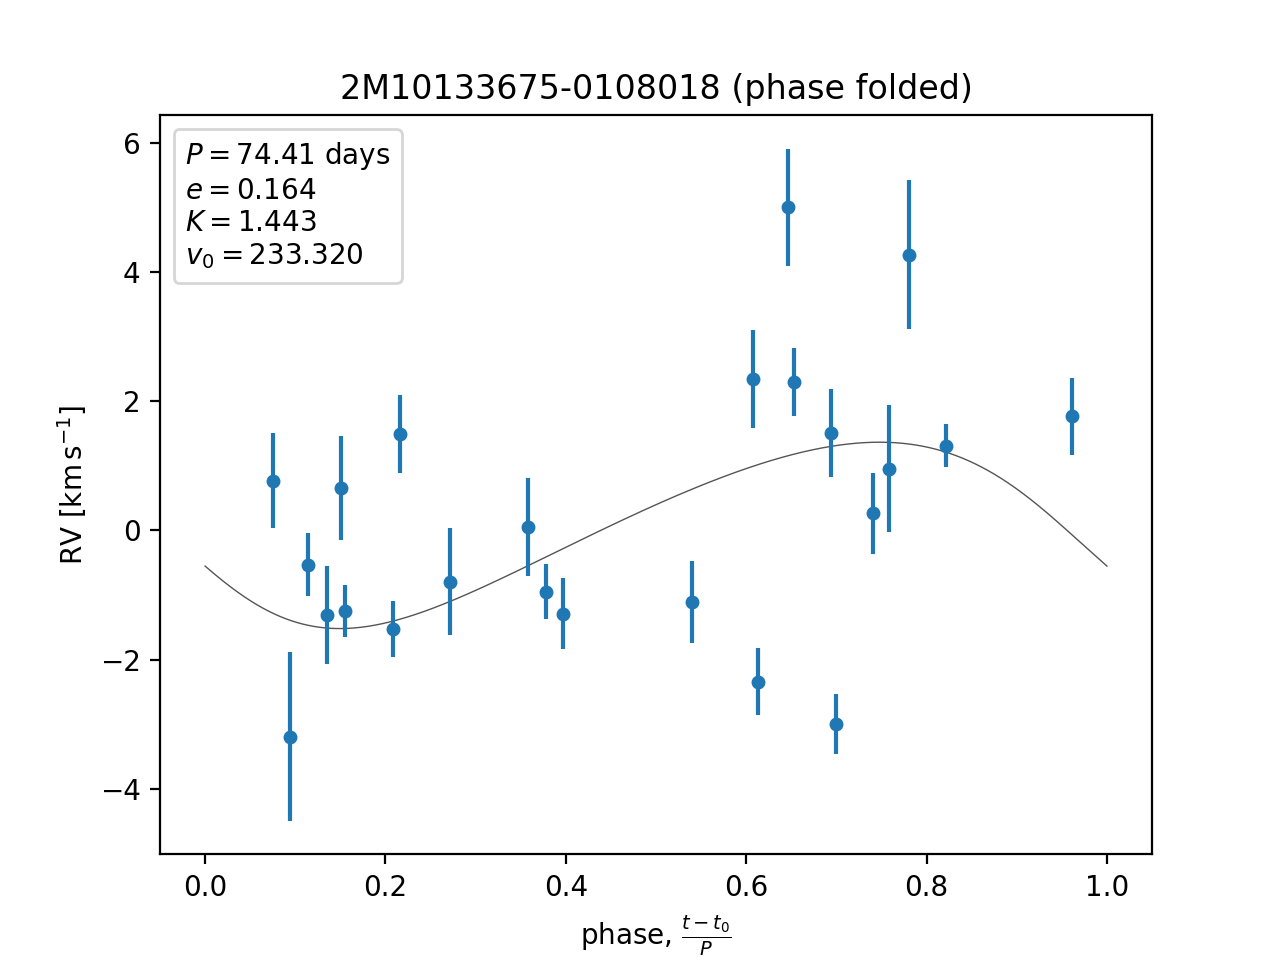 2M10133675-0108018 (phase folded)
P = 74.41 days
e = 0.164
K = 1.443
v₀ = 233.320
6
4
2
0
−2
−4
RV [km s⁻¹]
0.0 0.2 0.4 0.6 0.8 1.0
phase, (t − t₀)/P